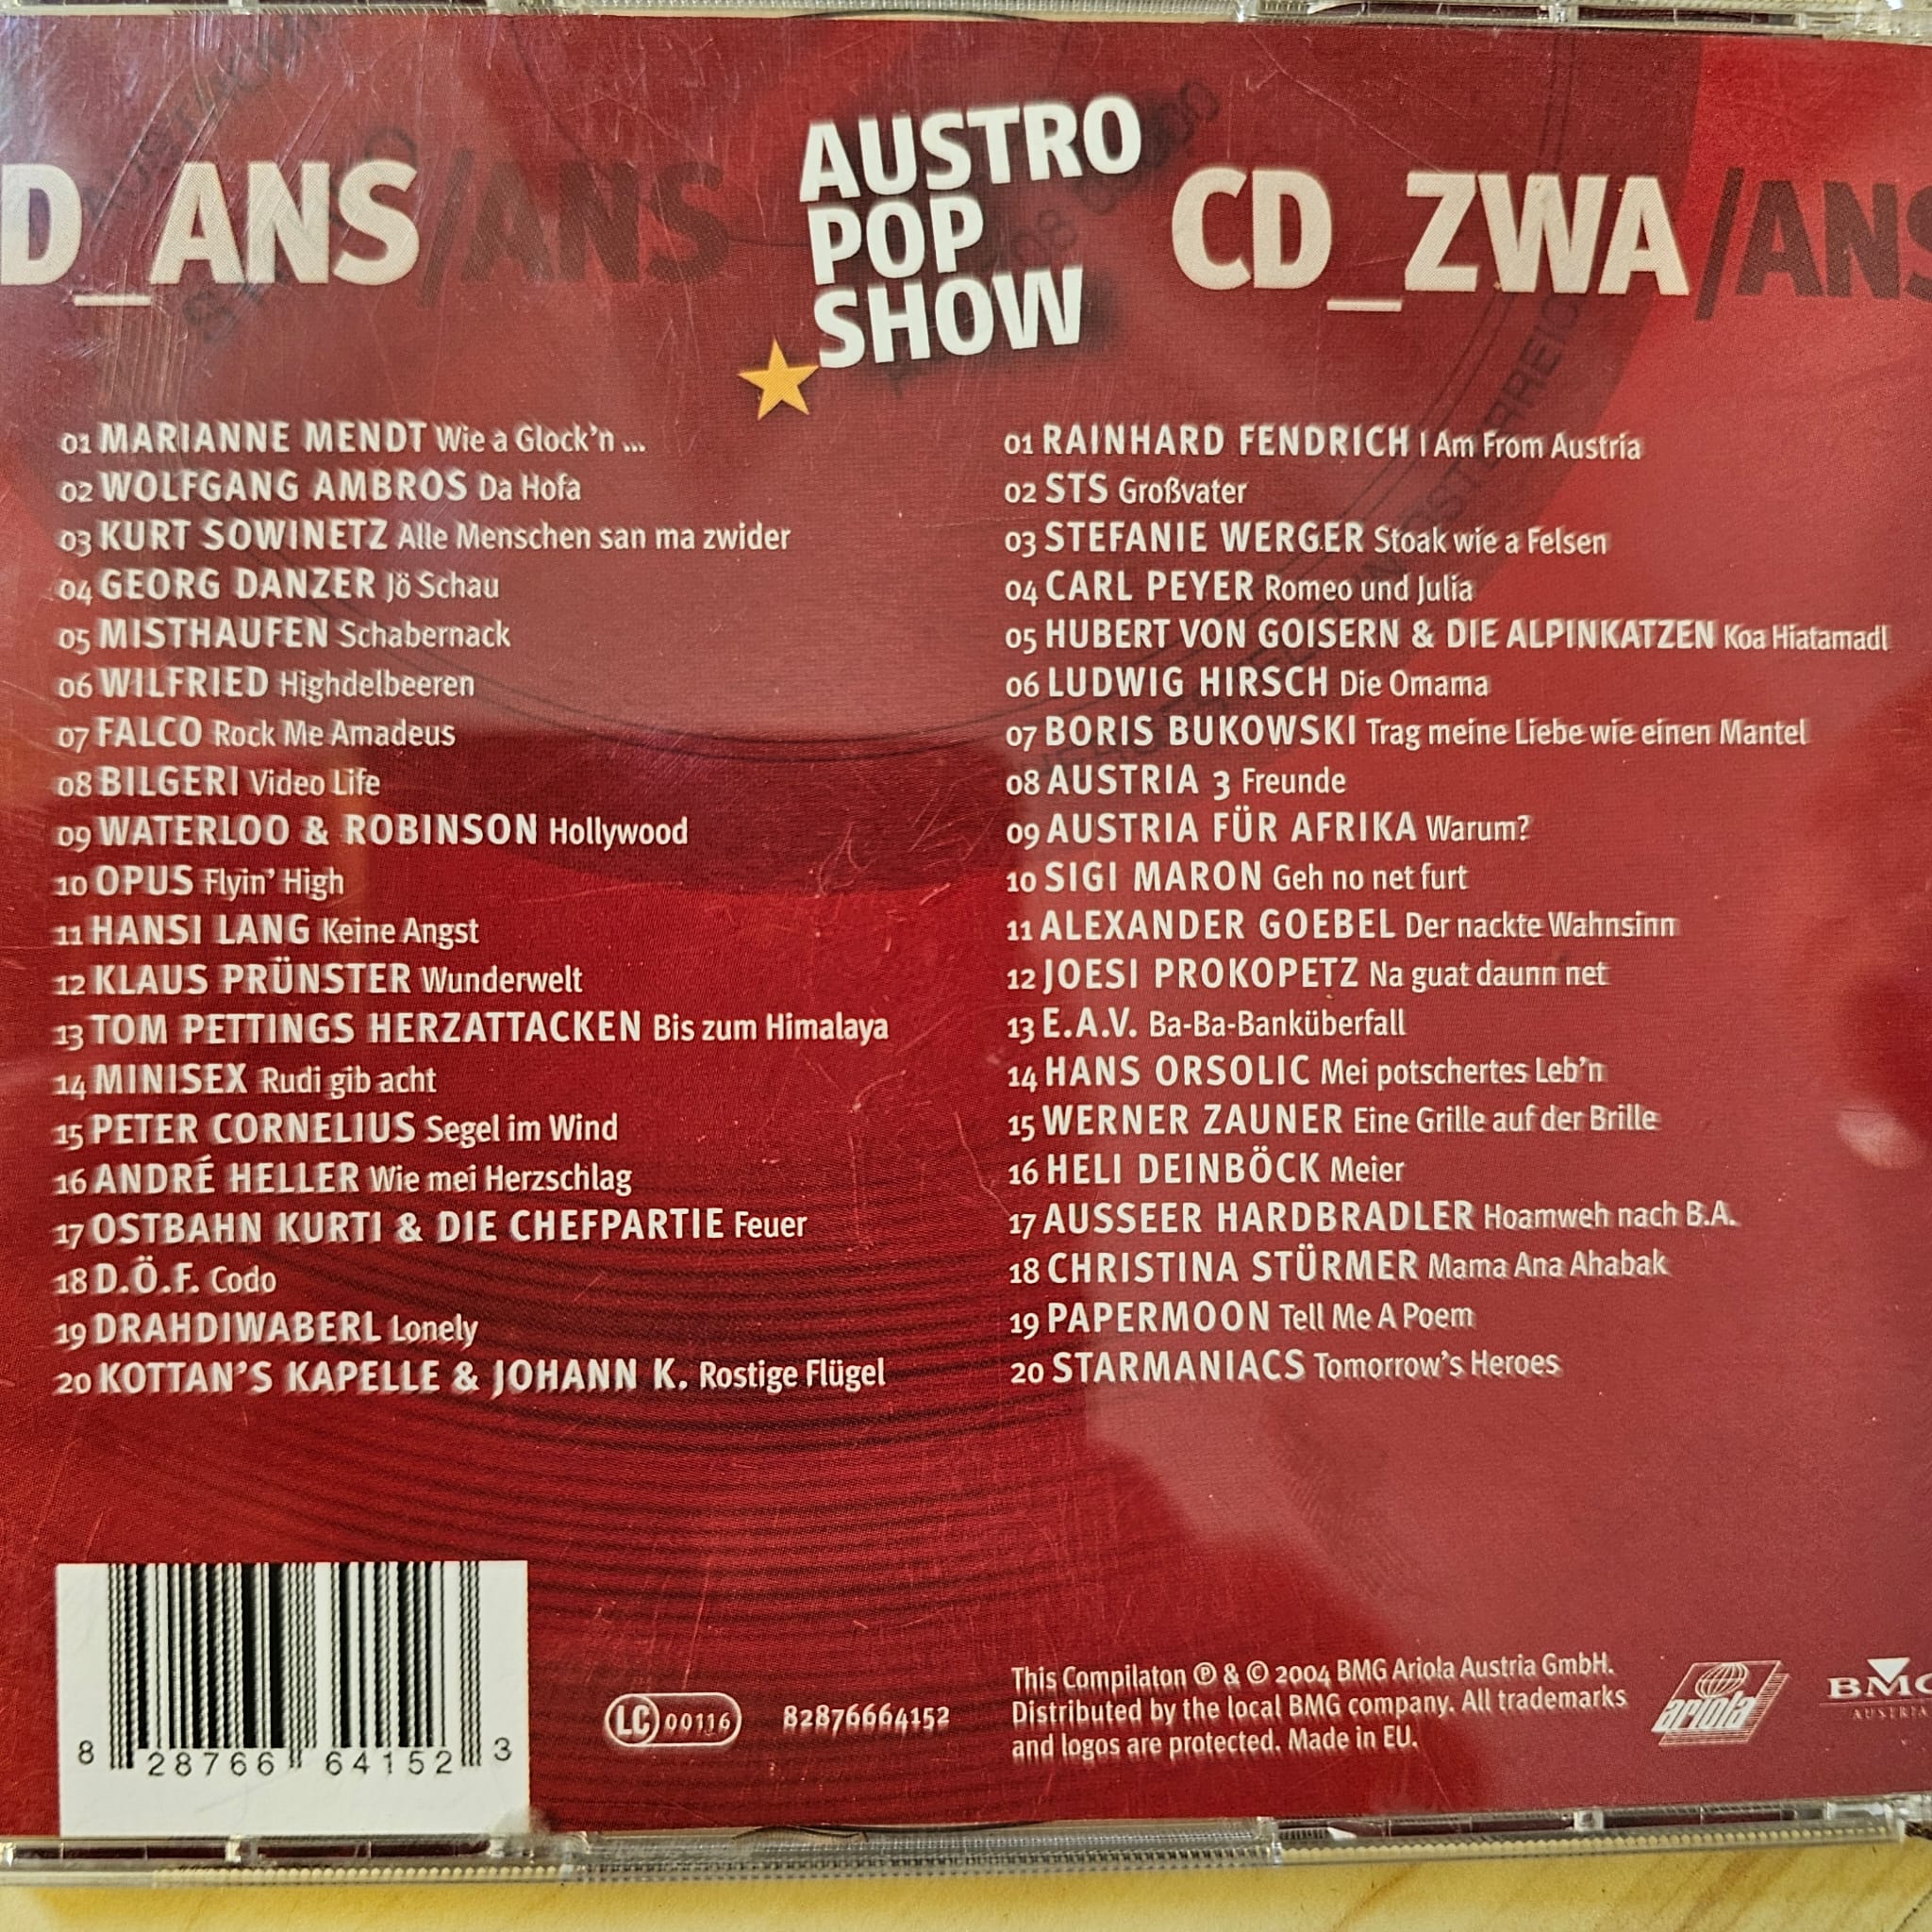 D_ANS/ANS
AUSTRO
POP
SHOW
CD_ZWA/ANS
01 MARIANNE MENDT Wie a Glock'n ...
02 WOLFGANG AMBROS Da Hofa
03 KURT SOWINETZ Alle Menschen san ma zwider
04 GEORG DANZER Jö Schau
05 MISTHAUFEN Schabernack
06 WILFRIED Highdelbeeren
07 FALCO Rock Me Amadeus
08 BILGERI Video Life
09 WATERLOO & ROBINSON Hollywood
10 OPUS Flyin' High
11 HANSI LANG Keine Angst
12 KLAUS PRÜNSTER Wunderwelt
13 TOM PETTINGS HERZATTACKEN Bis zum Himalaya
14 MINISEX Rudi gib acht
15 PETER CORNELIUS Segel im Wind
16 ANDRÉ HELLER Wie mei Herzschlag
17 OSTBAHN KURTI & DIE CHEFPARTIE Feuer
18 D.Ö.F. Codo
19 DRAHDIWABERL Lonely
20 KOTTAN'S KAPELLE & JOHANN K. Rostige Flügel
01 RAINHARD FENDRICH I Am From Austria
02 STS Großvater
03 STEFANIE WERGER Stoak wie a Felsen
04 CARL PEYER Romeo und Julia
05 HUBERT VON GOISERN & DIE ALPINKATZEN Koa Hiatamadl
06 LUDWIG HIRSCH Die Omama
07 BORIS BUKOWSKI Trag meine Liebe wie einen Mantel
08 AUSTRIA 3 Freunde
09 AUSTRIA FÜR AFRIKA Warum?
10 SIGI MARON Geh no net furt
11 ALEXANDER GOEBEL Der nackte Wahnsinn
12 JOESI PROKOPETZ Na guat daunn net
13 E.A.V. Ba-Ba-Banküberfall
14 HANS ORSOLIC Mei potschertes Leb'n
15 WERNER ZAUNER Eine Grille auf der Brille
16 HELI DEINBÖCK Meier
17 AUSSEER HARDBRADLER Hoamweh nach B.A.
18 CHRISTINA STÜRMER Mama Ana Ahabak
19 PAPERMOON Tell Me A Poem
20 STARMANIACS Tomorrow's Heroes
8 28766 64152 3
LC 00116
82876664152
This Compilaton ℗ & © 2004 BMG Ariola Austria GmbH.
Distributed by the local BMG company. All trademarks
and logos are protected. Made in EU.
ariola
BMG
AUSTRIA